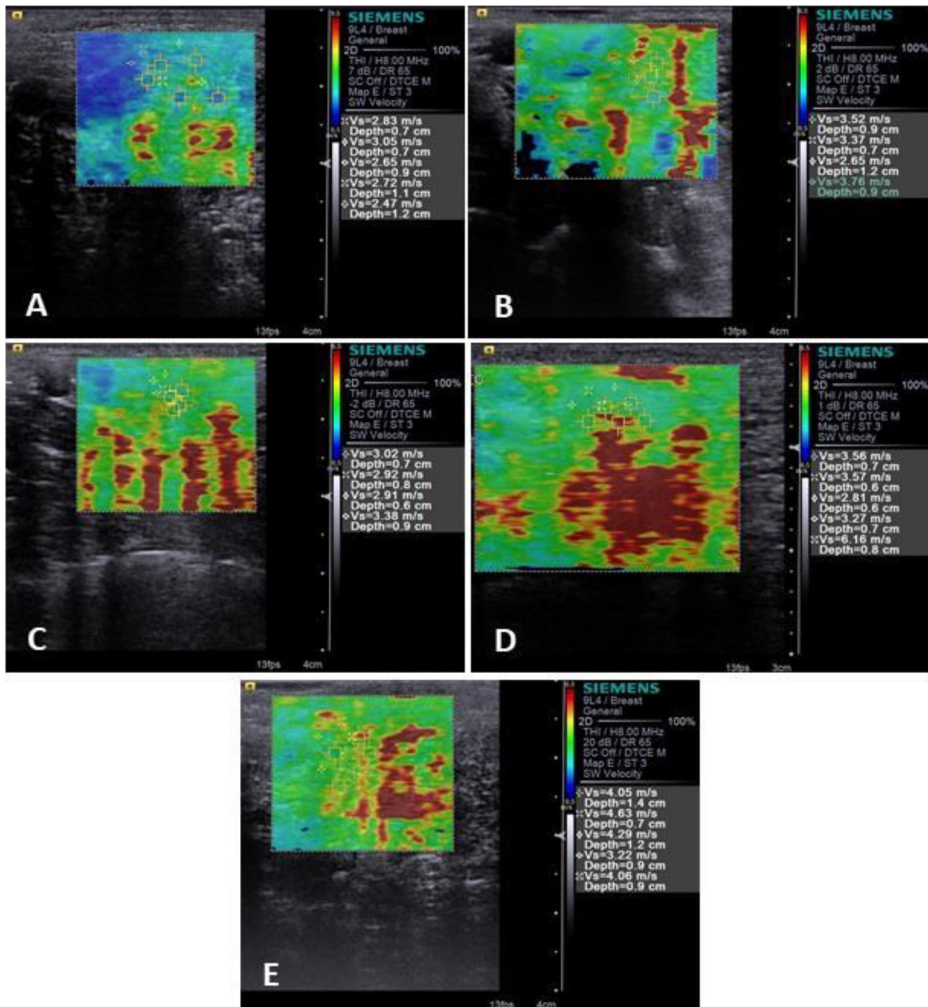 SIEMENS
9L4 / Breast
General
2D 100%
THI / H8.00 MHz
7 dB / DR 65
SC Off / DTCE M
Map E / ST 3
SW Velocity
Vs=2.83 m/s
Depth=0.7 cm
Vs=3.05 m/s
Depth=0.7 cm
Vs=2.65 m/s
Depth=0.9 cm
Vs=2.72 m/s
Depth=1.1 cm
Vs=2.47 m/s
Depth=1.2 cm
A
13fps 4cm
SIEMENS
9L4 / Breast
General
2D 100%
THI / H8.00 MHz
2 dB / DR 65
SC Off / DTCE M
Map E / ST 3
SW Velocity
Vs=3.52 m/s
Depth=0.9 cm
Vs=3.37 m/s
Depth=0.7 cm
Vs=2.65 m/s
Depth=1.2 cm
Vs=3.76 m/s
Depth=0.9 cm
B
13fps 4cm
SIEMENS
9L4 / Breast
General
2D 100%
THI / H8.00 MHz
-2 dB / DR 65
SC Off / DTCE M
Map E / ST 3
SW Velocity
Vs=3.02 m/s
Depth=0.7 cm
Vs=2.92 m/s
Depth=0.8 cm
Vs=2.91 m/s
Depth=0.6 cm
Vs=3.38 m/s
Depth=0.9 cm
C
13fps 4cm
SIEMENS
9L4 / Breast
General
2D 100%
THI / H8.00 MHz
1 dB / DR 65
SC Off / DTCE M
Map E / ST 3
SW Velocity
Vs=3.56 m/s
Depth=0.7 cm
Vs=3.57 m/s
Depth=0.6 cm
Vs=2.81 m/s
Depth=0.6 cm
Vs=3.27 m/s
Depth=0.7 cm
Vs=6.16 m/s
Depth=0.8 cm
D
13fps 3cm
SIEMENS
9L4 / Breast
General
2D 100%
THI / H8.00 MHz
20 dB / DR 65
SC Off / DTCE M
Map E / ST 3
SW Velocity
Vs=4.05 m/s
Depth=1.4 cm
Vs=4.63 m/s
Depth=0.7 cm
Vs=4.29 m/s
Depth=1.2 cm
Vs=3.22 m/s
Depth=0.9 cm
Vs=4.06 m/s
Depth=0.9 cm
E
13fps 4cm